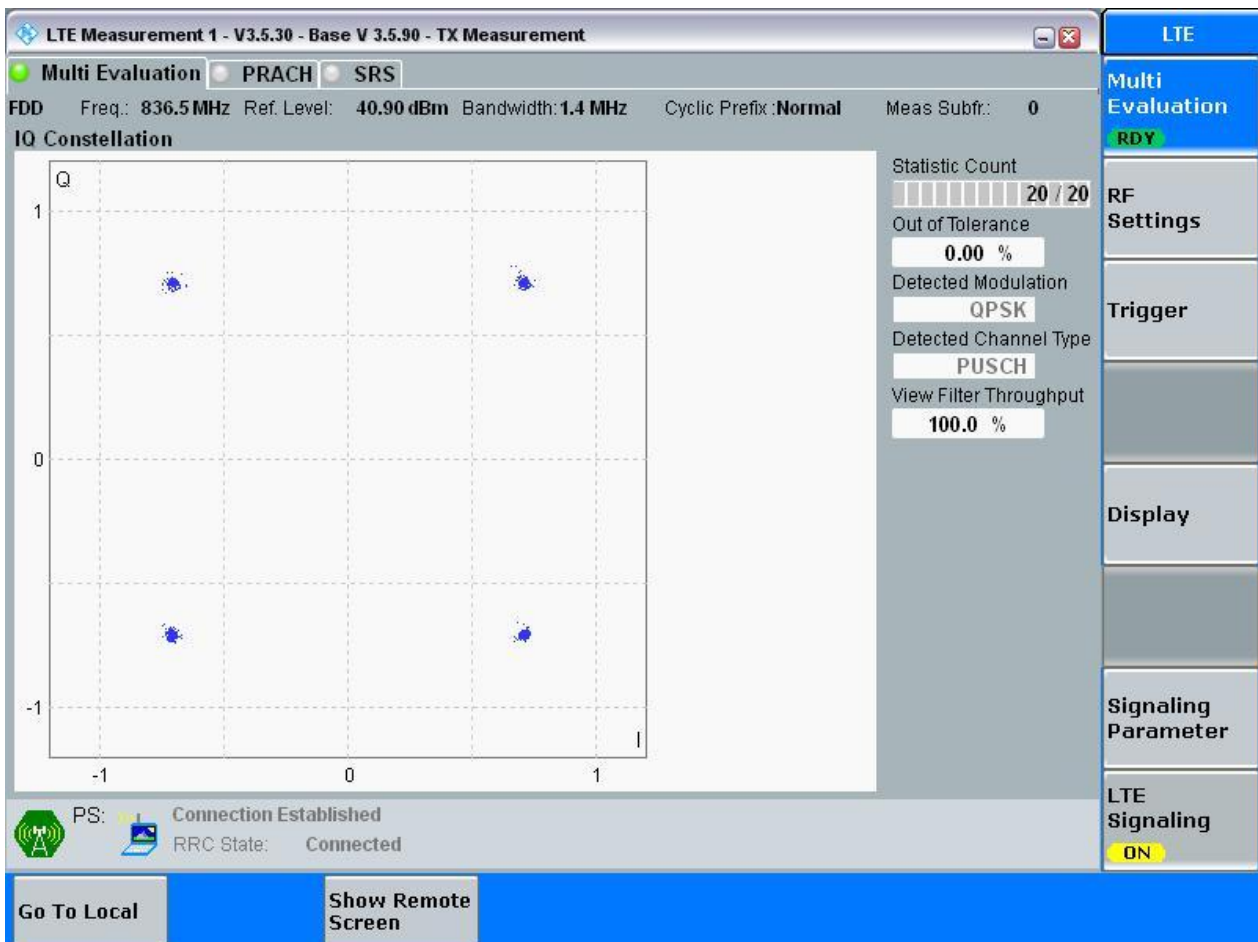 LTE Measurement 1 - V3.5.30 - Base V 3.5.90 - TX Measurement
Multi Evaluation PRACH SRS
FDD Freq.: 836.5 MHz Ref. Level: 40.90 dBm Bandwidth: 1.4 MHz Cyclic Prefix :Normal Meas Subfr.: 0
IQ Constellation
Q
1
0
-1
I
-1 0 1
Statistic Count
20 / 20
Out of Tolerance
0.00 %
Detected Modulation
QPSK
Detected Channel Type
PUSCH
View Filter Throughput
100.0 %
PS: Connection Established
RRC State: Connected
LTE
Multi
Evaluation
RDY
RF
Settings
Trigger
Display
Signaling
Parameter
LTE
Signaling
ON
Go To Local
Show Remote
Screen